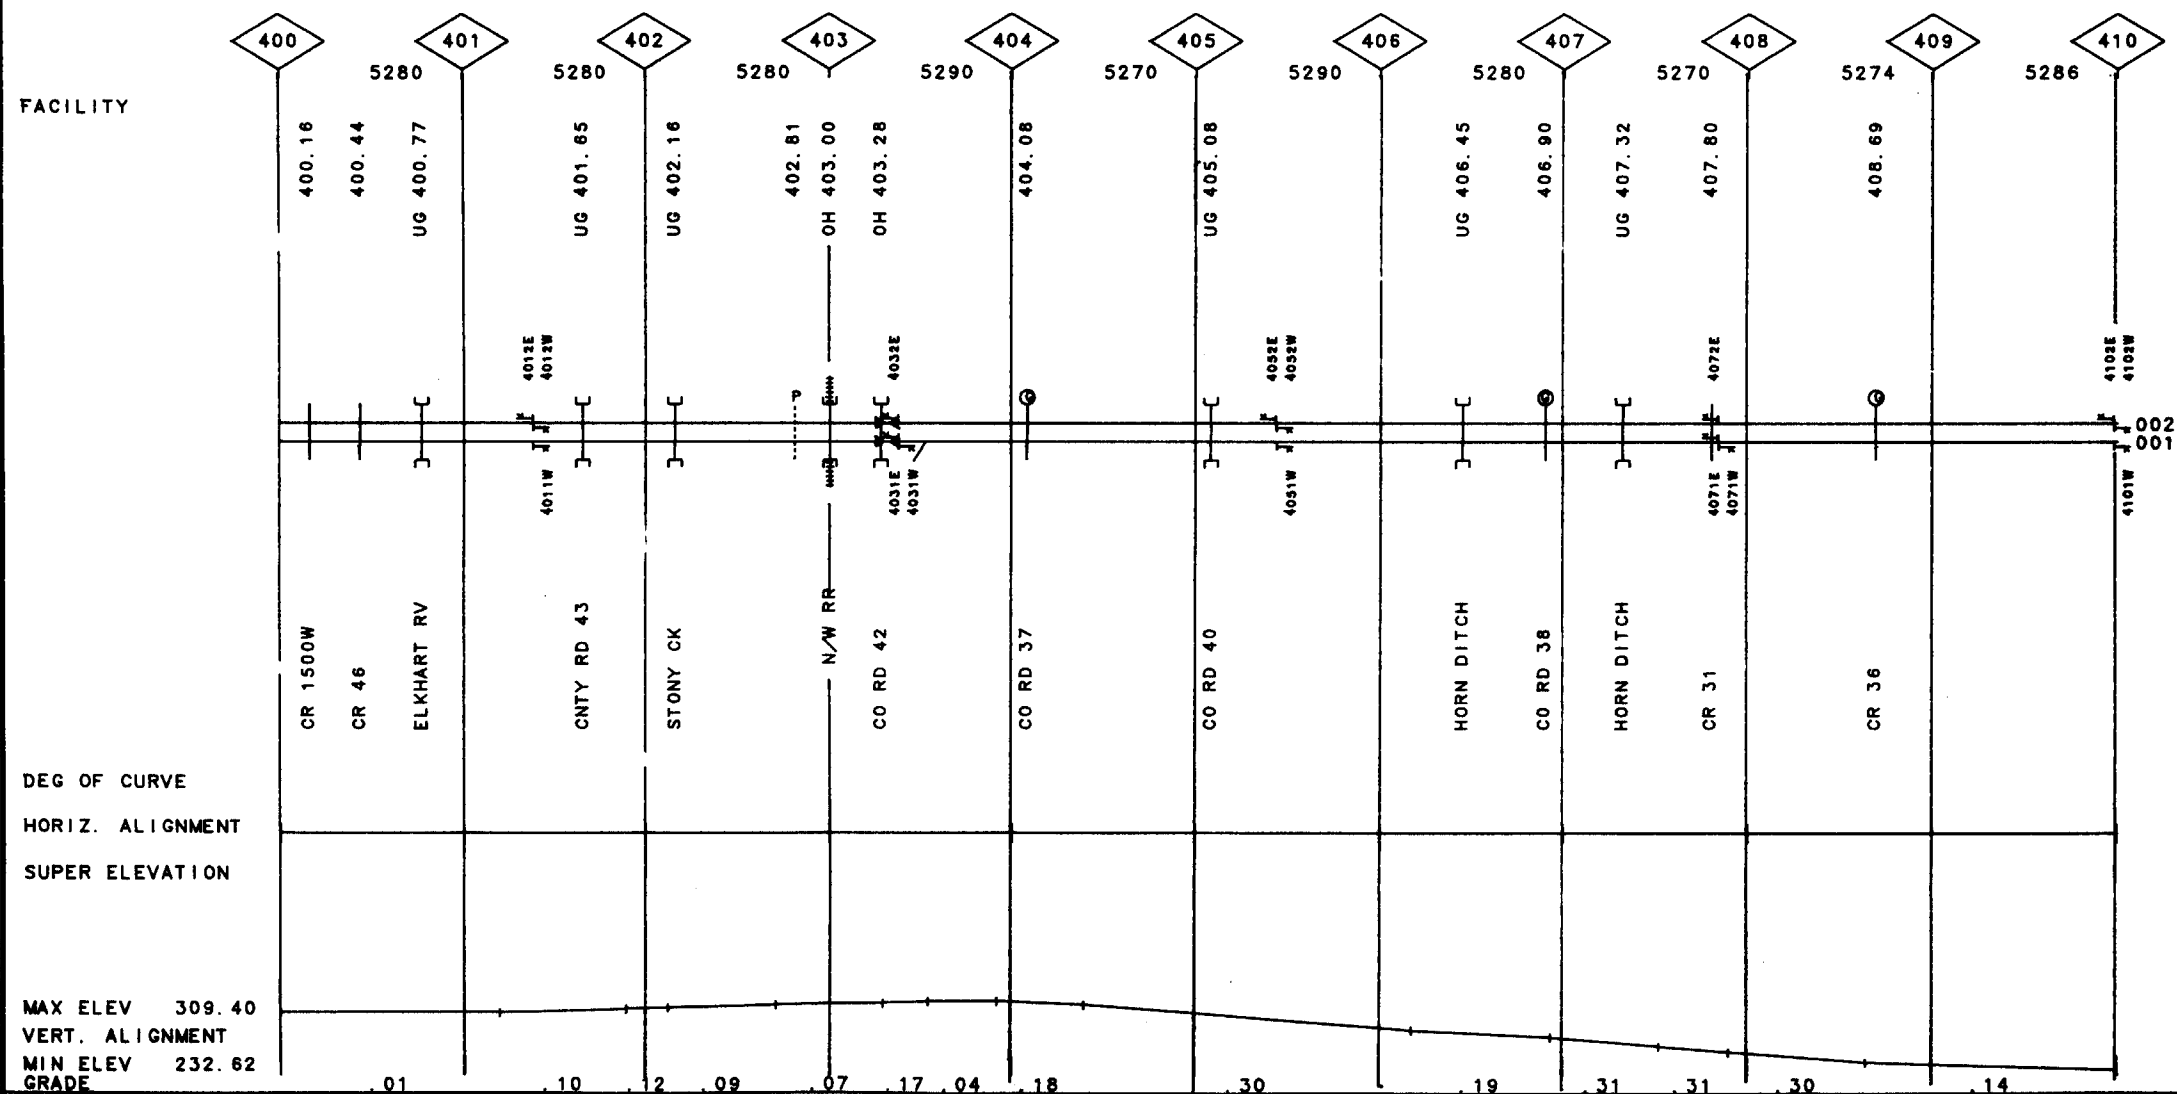 400 401 402 403 404 405 406 407 408 409 410
5280 5280 5280 5290 5270 5290 5280 5270 5274 5286
FACILITY
400.16
400.44
UG 400.77
UG 401.65
UG 402.16
402.81
OH 403.00
OH 403.28
404.08
UG 405.08
UG 406.45
406.90
UG 407.32
407.80
408.69
4012E
4012W
4032E
4052E
4052W
4072E
4102E
4102W
P
G
G
G
002
001
4011W
4031E
4031W
4051W
4071E
4071W
4101W
CR 1500W
CR 46
ELKHART RV
CNTY RD 43
STONY CK
N/W RR
CO RD 42
CO RD 37
CO RD 40
HORN DITCH
CO RD 38
HORN DITCH
CR 31
CR 36
DEG OF CURVE
HORIZ. ALIGNMENT
SUPER ELEVATION
MAX ELEV 309.40
VERT. ALIGNMENT
MIN ELEV 232.62
GRADE .01 .10 .12 .09 .07 .17 .04 .18 .30 .19 .31 .31 .30 .14